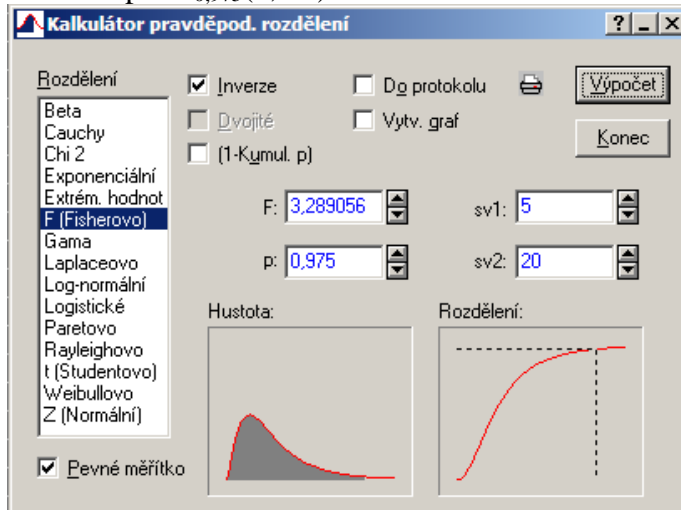 0,975
Kalkulátor pravděpod. rozdělení
Rozdělení
Inverze
Do protokolu
Výpočet
Dvojité
Vytv. graf
(1-Kumul. p)
Konec
Beta
Cauchy
Chi 2
Exponenciální
Extrém. hodnot
F (Fisherovo)
Gama
Laplaceovo
Log-normální
Logistické
Paretovo
Rayleighovo
t (Studentovo)
Weibullovo
Z (Normální)
F: 3,289056
sv1: 5
p: 0,975
sv2: 20
Hustota:
Rozdělení:
Pevné měřítko